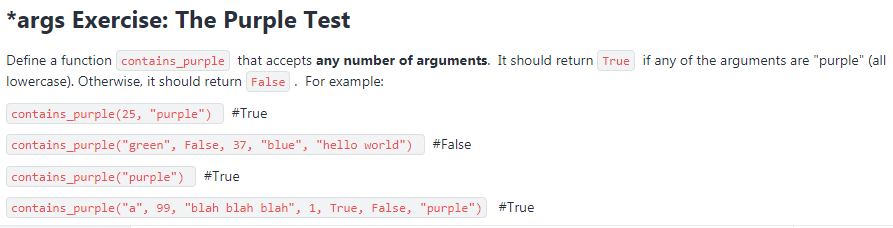 *args Exercise: The Purple Test
Define a function contains_purple that accepts any number of arguments. It should return True if any of the arguments are "purple" (all
lowercase). Otherwise, it should return False . For example:
contains_purple(25, "purple") #True
contains_purple("green", False, 37, "blue", "hello world") #False
contains_purple("purple") #True
contains_purple("a", 99, "blah blah blah", 1, True, False, "purple") #True